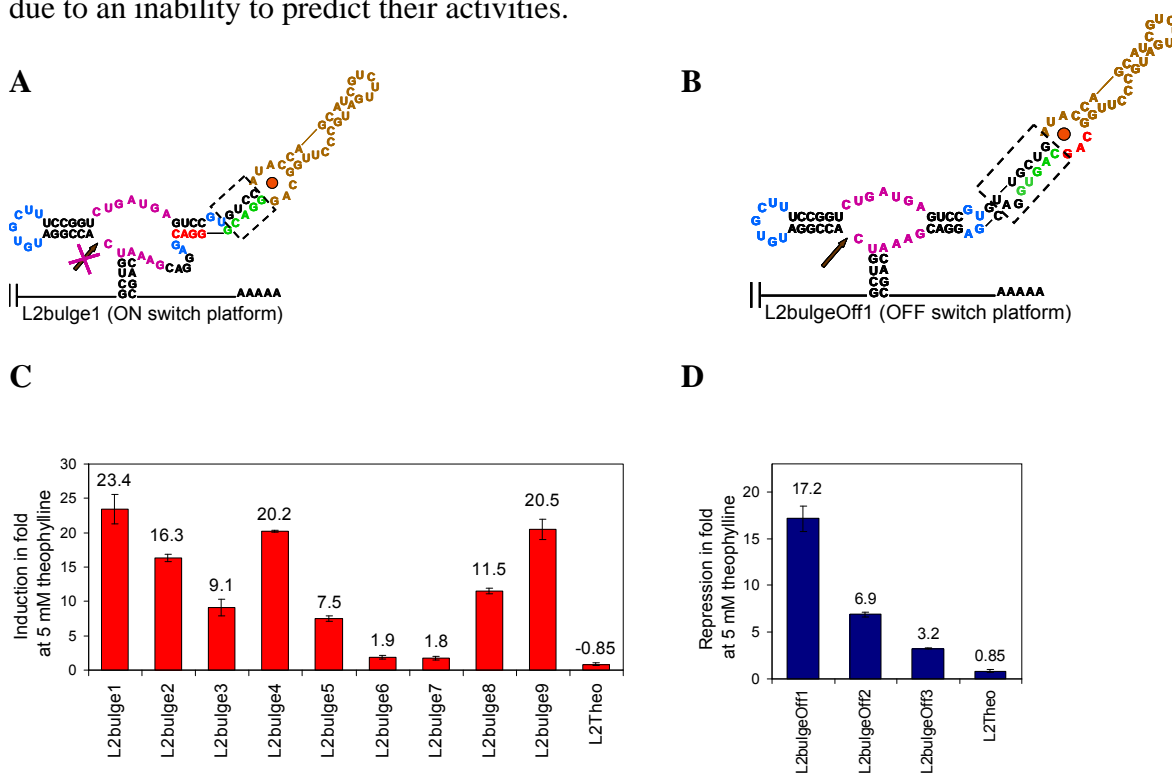 due to an inability to predict their activities.
A
B
L2bulge1 (ON switch platform)
AAAAA
L2bulgeOff1 (OFF switch platform)
AAAAA
C
D
Induction in fold
at 5 mM theophylline
30
25
20
15
10
5
0
23.4
16.3
9.1
20.2
7.5
1.9
1.8
11.5
20.5
-0.85
L2bulge1
L2bulge2
L2bulge3
L2bulge4
L2bulge5
L2bulge6
L2bulge7
L2bulge8
L2bulge9
L2Theo
Repression in fold
at 5 mM theophylline
20
15
10
5
0
17.2
6.9
3.2
0.85
L2bulgeOff1
L2bulgeOff2
L2bulgeOff3
L2Theo